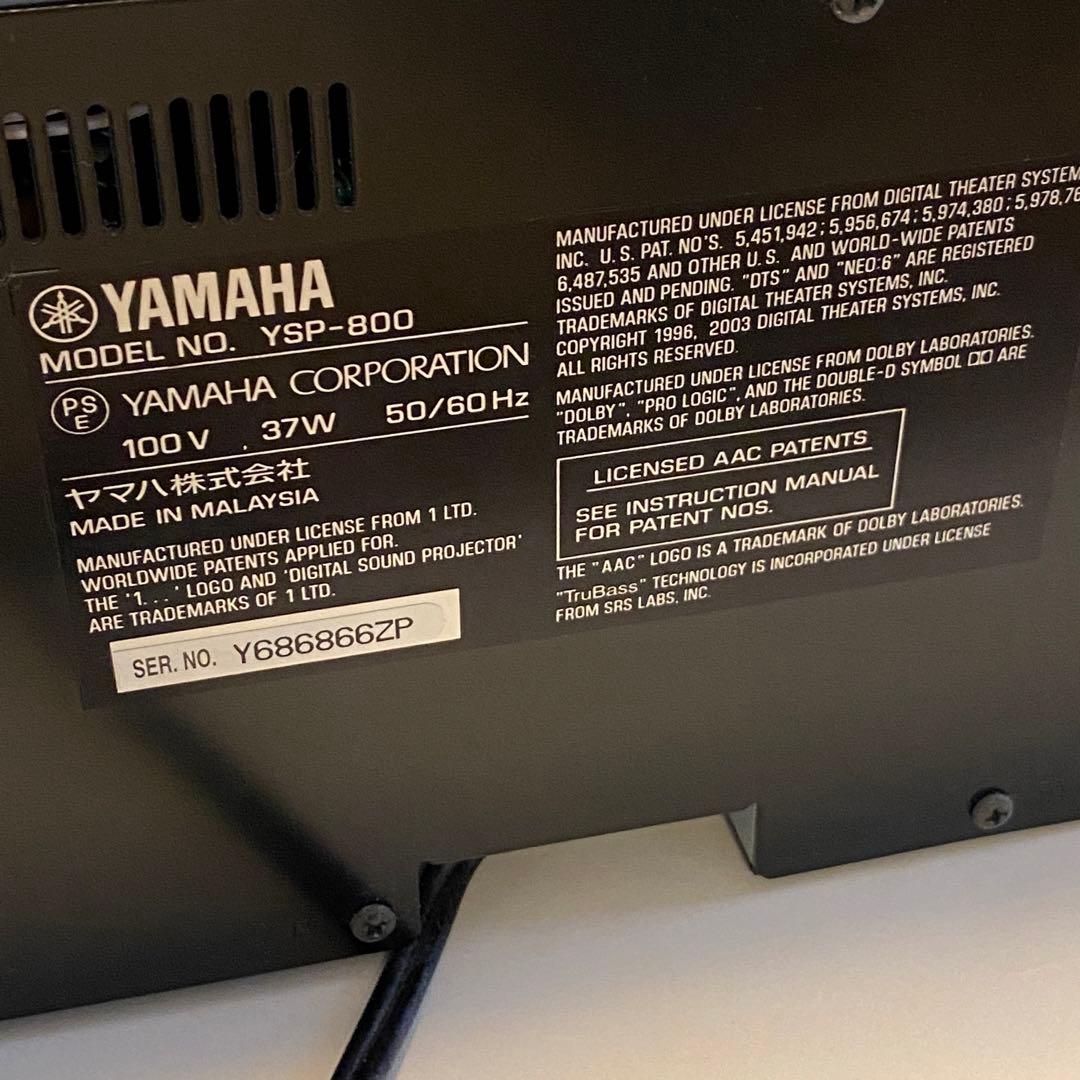 YAMAHA
MODEL NO. YSP-800
PSE YAMAHA CORPORATION
100V 37W 50/60Hz
ヤマハ株式会社
MADE IN MALAYSIA
MANUFACTURED UNDER LICENSE FROM 1 LTD.
WORLDWIDE PATENTS APPLIED FOR.
THE '1...' LOGO AND 'DIGITAL SOUND PROJECTOR'
ARE TRADEMARKS OF 1 LTD.
SER. NO. Y686866ZP
MANUFACTURED UNDER LICENSE FROM DIGITAL THEATER SYSTEM
INC. U.S. PAT. NO'S. 5,451,942; 5,956,674; 5,974,380; 5,978,76
6,487,535 AND OTHER U.S. AND WORLD-WIDE PATENTS
ISSUED AND PENDING. "DTS" AND "NEO:6" ARE REGISTERED
TRADEMARKS OF DIGITAL THEATER SYSTEMS, INC.
COPYRIGHT 1996, 2003 DIGITAL THEATER SYSTEMS, INC.
ALL RIGHTS RESERVED.
MANUFACTURED UNDER LICENSE FROM DOLBY LABORATORIES.
"DOLBY", "PRO LOGIC", AND THE DOUBLE-D SYMBOL ARE
TRADEMARKS OF DOLBY LABORATORIES.
LICENSED AAC PATENTS
SEE INSTRUCTION MANUAL
FOR PATENT NOS.
THE "AAC" LOGO IS A TRADEMARK OF DOLBY LABORATORIES.
"TruBass" TECHNOLOGY IS INCORPORATED UNDER LICENSE
FROM SRS LABS, INC.